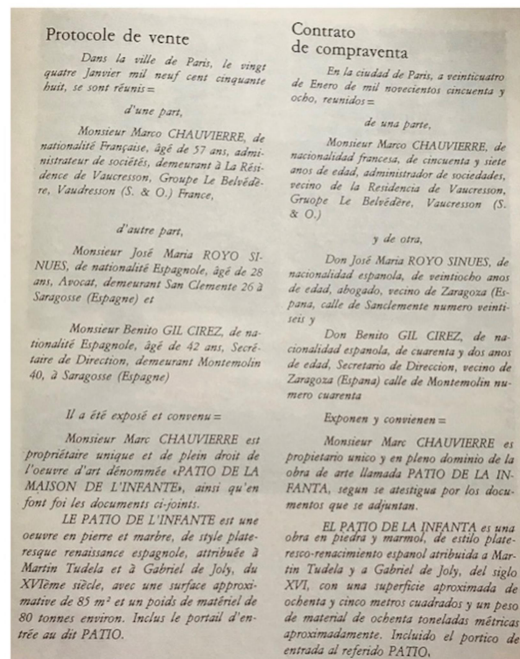 Protocole de vente
Dans la ville de Paris, le vingt
quatre Janvier mil neuf cent cinquante
huit, se sont réunis=
d'une part,
Monsieur Marco CHAUVIERRE, de
nationalité Française, âgé de 57 ans, admi-
nistrateur de sociétés, demeurant à La Rési-
dence de Vaucresson, Groupe Le Belvédè-
re, Vaudresson (S. & O.) France,
d'autre part,
Monsieur José Maria ROYO SI-
NUES, de nationalité Espagnole, âgé de 28
ans, Avocat, demeurant San Clemente 26 à
Saragosse (Espagne) et
Monsieur Benito GIL CIREZ, de na-
tionalité Espagnole, âgé de 42 ans, Secré-
taire de Direction, demeurant Montemolin
40, à Saragosse (Espagne)
Il a été exposé et convenu=
Monsieur Marc CHAUVIERRE est
propriétaire unique et de plein droit de
l'oeuvre d'art dénommée «PATIO DE LA
MAISON DE L'INFANTE», ainsi qu'en
font foi les documents ci-joints.
LE PATIO DE L'INFANTE est une
oeuvre en pierre et marbre, de style plate-
resque renaissance espagnole, attribuée à
Martin Tudela et à Gabriel de Joly, du
XVIème siècle, avec une surface approxi-
mative de 85 m² et un poids de matériel de
80 tonnes environ. Inclus le portail d'en-
trée au dit PATIO.
Contrato
de compraventa
En la ciudad de Paris, a veinticuatro
de Enero de mil novecientos cincuenta y
ocho, reunidos=
de una parte,
Monsieur Marco CHAUVIERRE, de
nacionalidad francesa, de cincuenta y siete
anos de edad, administrador de sociedades,
vecino de la Residencia de Vaucresson,
Gruope Le Belvédère, Vaucresson (S.
& O.)
y de otra,
Don José Maria ROYO SINUES, de
nacionalidad espanola, de veintiocho anos
de edad, abogado, vecino de Zaragoza (Es-
pana, calle de Sanclemente numero veinti-
seis y
Don Benito GIL CIREZ, de na-
cionalidad espanola, de cuarenta y dos anos
de edad, Secretario de Direccion, vecino de
Zaragoza (Espana) calle de Montemolin nu-
mero cuarenta
Exponen y convienen=
Monsieur Marc CHAUVIERRE es
propietario unico y en pleno dominio de la
obra de arte llamada PATIO DE LA IN-
FANTA, segun se atestigua por los docu-
mentos que se adjuntan.
EL PATIO DE LA INFANTA es una
obra en piedra y marmol, de estilo plate-
resco-renacimiento espanol atribuida a Mar-
tin Tudela y a Gabriel de Joly, del siglo
XVI, con una superficie aproximada de
ochenta y cinco metros cuadrados y un peso
de material de ochenta toneladas métricas
aproximadamente. Incluido el portico de
entrada al referido PATIO.